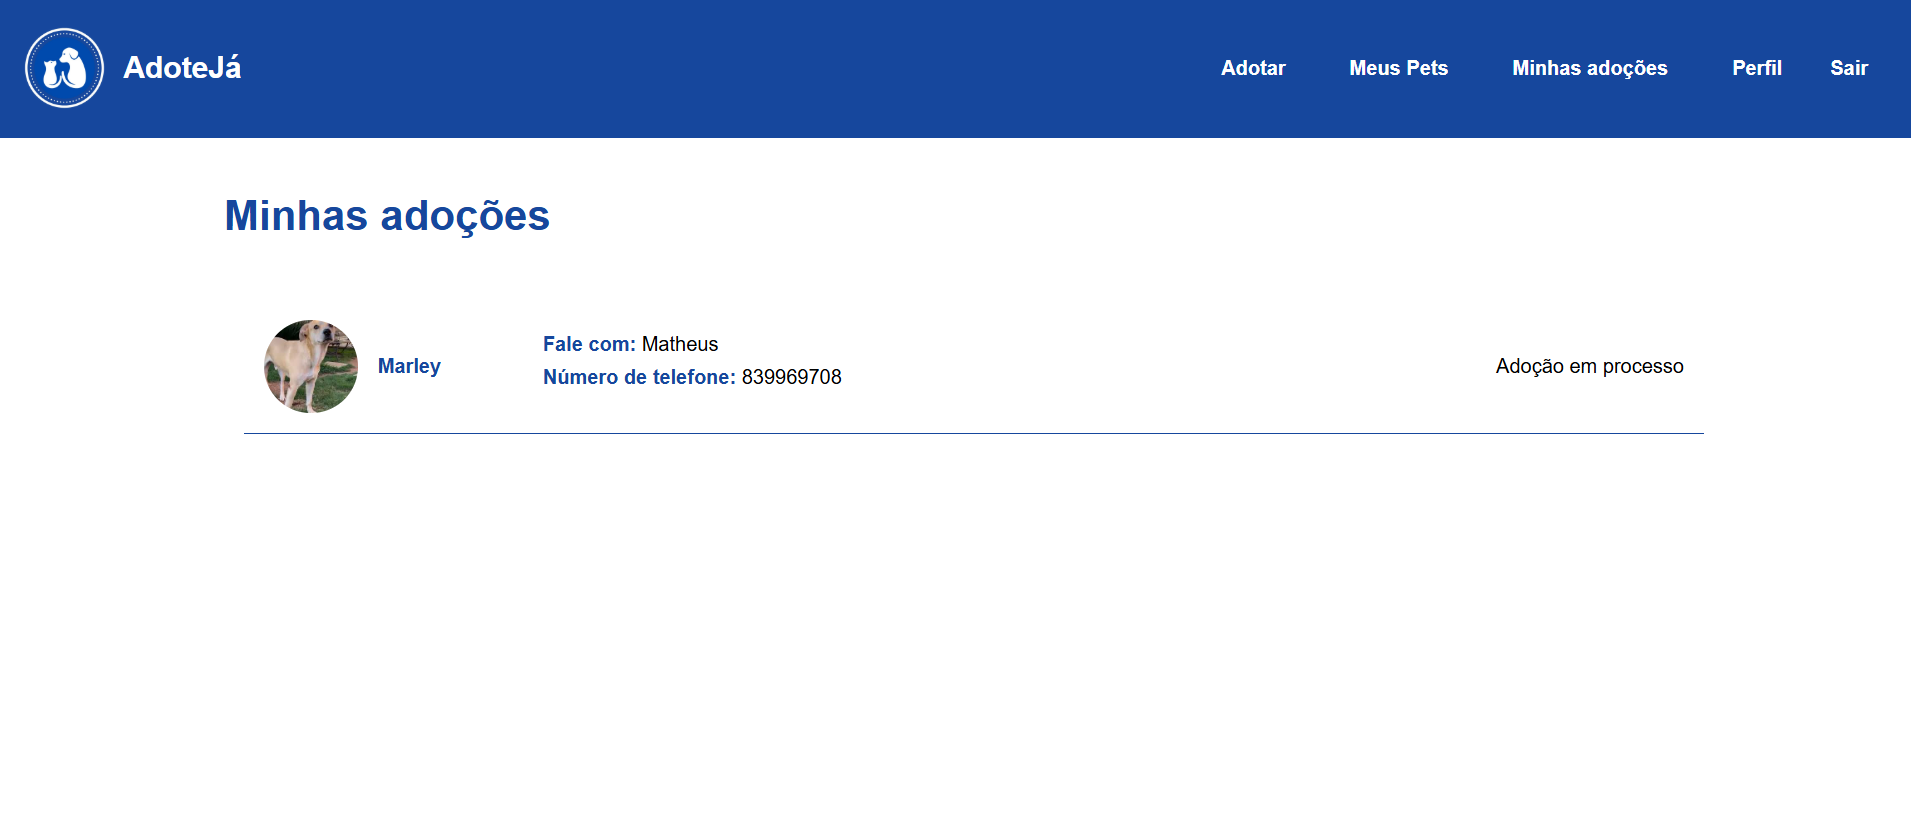 AdoteJá
Adotar
Meus Pets
Minhas adoções
Perfil
Sair
Minhas adoções
Marley
Fale com: Matheus
Número de telefone: 839969708
Adoção em processo